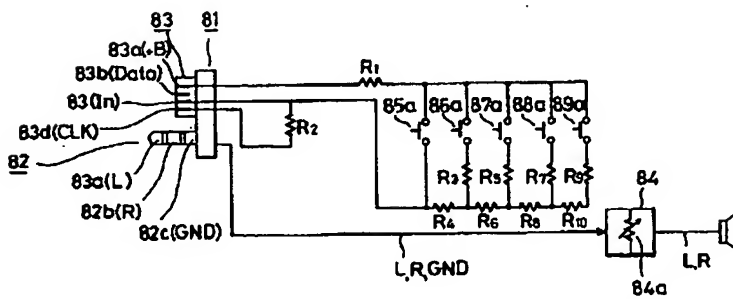 83
81
83a(+B)
83b(Data)
83(In)
83d(CLK)
82
83a(L)
82b(R)
82c(GND)
R1
R2
85a
86a
87a
88a
89a
R3
R5
R7
R9
R4
R6
R8
R10
84
84a
L,R,GND
L,R